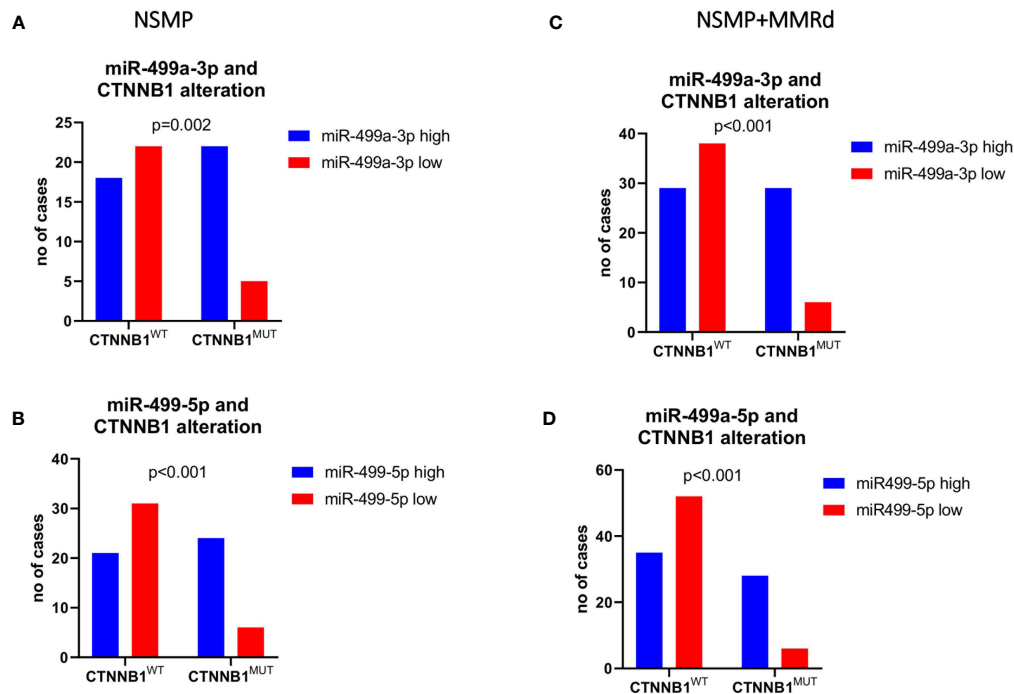 A
NSMP
miR-499a-3p and
CTNNB1 alteration
p=0.002
miR-499a-3p high
miR-499a-3p low
no of cases
25
20
15
10
5
0
CTNNB1WT
CTNNB1MUT
B
miR-499-5p and
CTNNB1 alteration
p<0.001
miR-499-5p high
miR-499-5p low
no of cases
40
30
20
10
0
CTNNB1WT
CTNNB1MUT
C
NSMP+MMRd
miR-499a-3p and
CTNNB1 alteration
p<0.001
miR-499a-3p high
miR-499a-3p low
no of cases
40
30
20
10
0
CTNNB1WT
CTNNB1MUT
D
miR-499a-5p and
CTNNB1 alteration
p<0.001
miR499-5p high
miR499-5p low
no of cases
60
40
20
0
CTNNB1WT
CTNNB1MUT